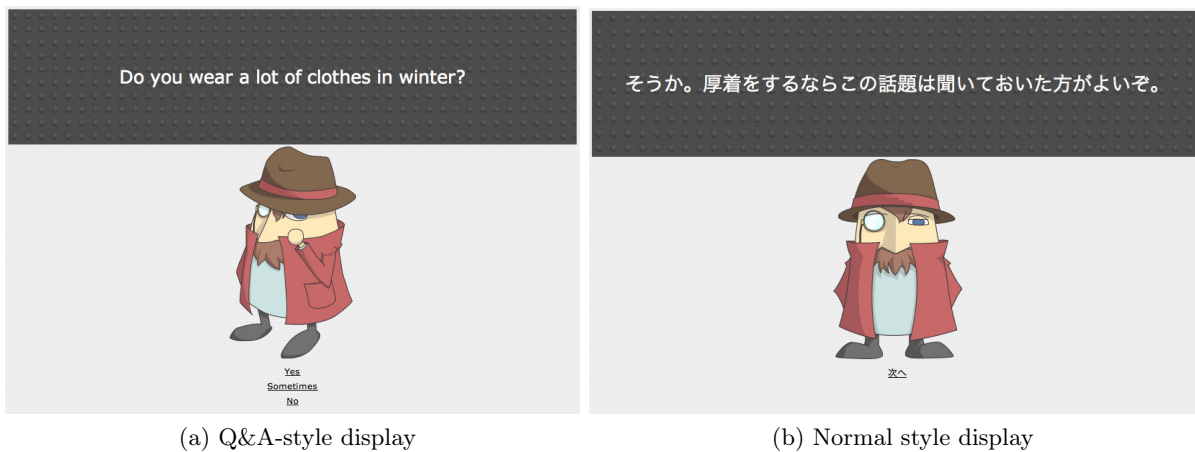 Do you wear a lot of clothes in winter?
Yes
Sometimes
No
(a) Q&A-style display
そうか。厚着をするならこの話題は聞いておいた方がよいぞ。
次へ
(b) Normal style display